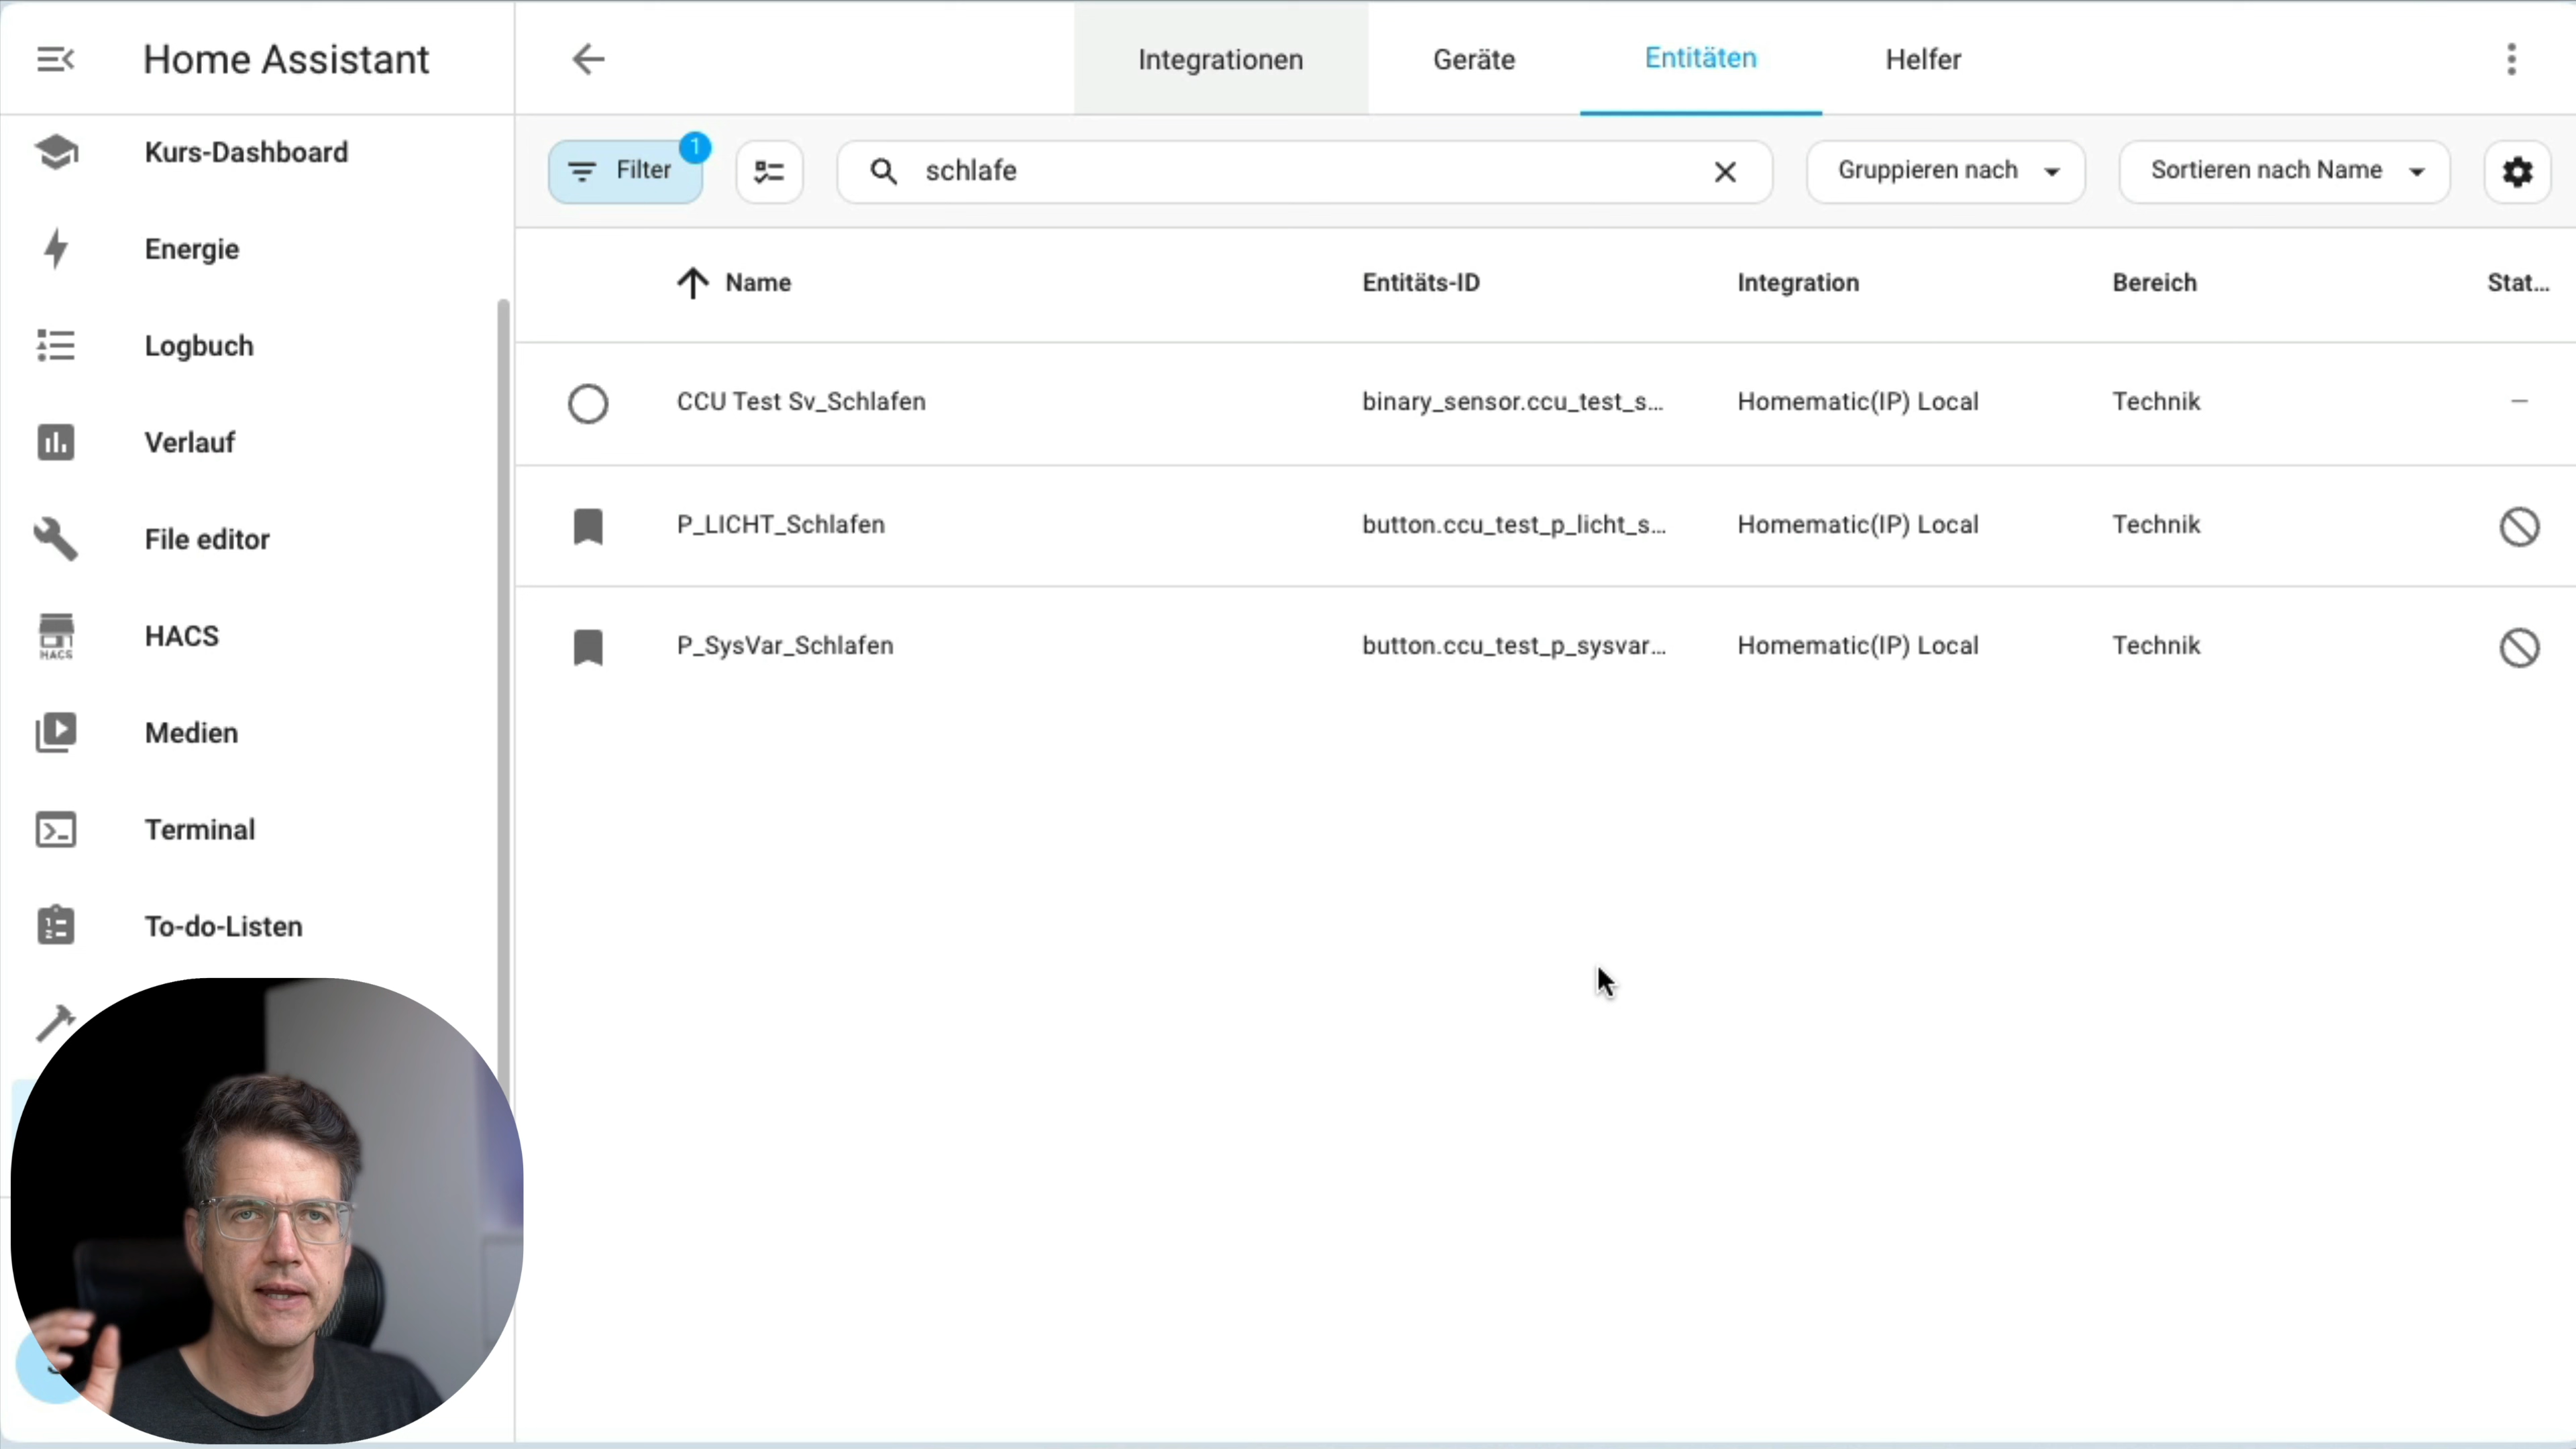 Home Assistant
Integrationen
Geräte
Entitäten
Helfer
Kurs-Dashboard
Energie
Logbuch
Verlauf
File editor
HACS
HACS
Medien
Terminal
To-do-Listen
Filter
1
schlafe
Gruppieren nach
Sortieren nach Name
Name Entitäts-ID Integration Bereich Stat...
CCU Test Sv_Schlafen binary_sensor.ccu_test_s... Homematic(IP) Local Technik –
P_LICHT_Schlafen button.ccu_test_p_licht_s... Homematic(IP) Local Technik
P_SysVar_Schlafen button.ccu_test_p_sysvar... Homematic(IP) Local Technik